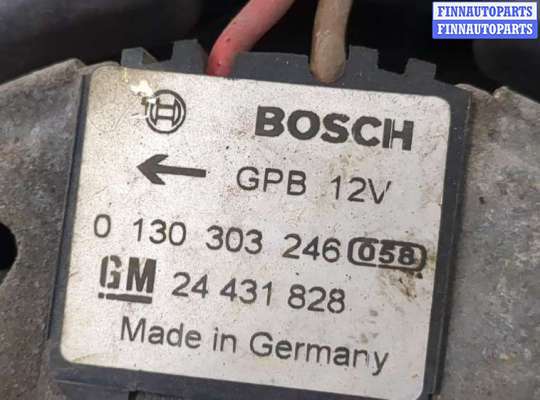 FINNAUTOPARTS
FINNAUTOPARTS
BOSCH
GPB 12V
0 130 303 246 058
GM 24 431 828
Made in Germany